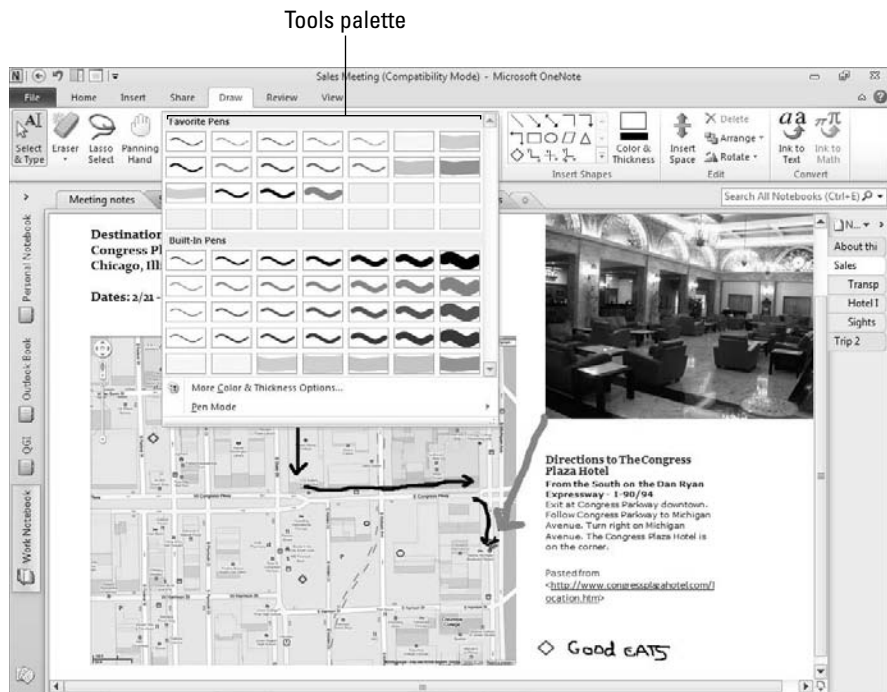 Tools palette
Sales Meeting (Compatibility Mode) - Microsoft OneNote
File Home Insert Share Draw Review View
Select & Type
Eraser
Lasso Select
Panning Hand
Favorite Pens
Built-In Pens
More Color & Thickness Options...
Pen Mode
Color & Thickness
Insert Shapes
Insert Space
Delete
Arrange
Rotate
Edit
Ink to Text
Ink to Math
Convert
Meeting notes
Search All Notebooks (Ctrl+E)
Personal Notebook
Outlook Book
QGI
Work Notebook
Destination
Congress Pl
Chicago, Ill
Dates: 2/21 -
N...
About thi
Sales
Transp
Hotel I
Sights
Trip 2
Directions to The Congress
Plaza Hotel
From the South on the Dan Ryan
Expressway - I-90/94
Exit at Congress Parkway downtown.
Follow Congress Parkway to Michigan
Avenue. Turn right on Michigan
Avenue. The Congress Plaza Hotel is
on the corner.
Pasted from
<http://www.congressplazahotel.com/l
ocation.htm>
Good EATS